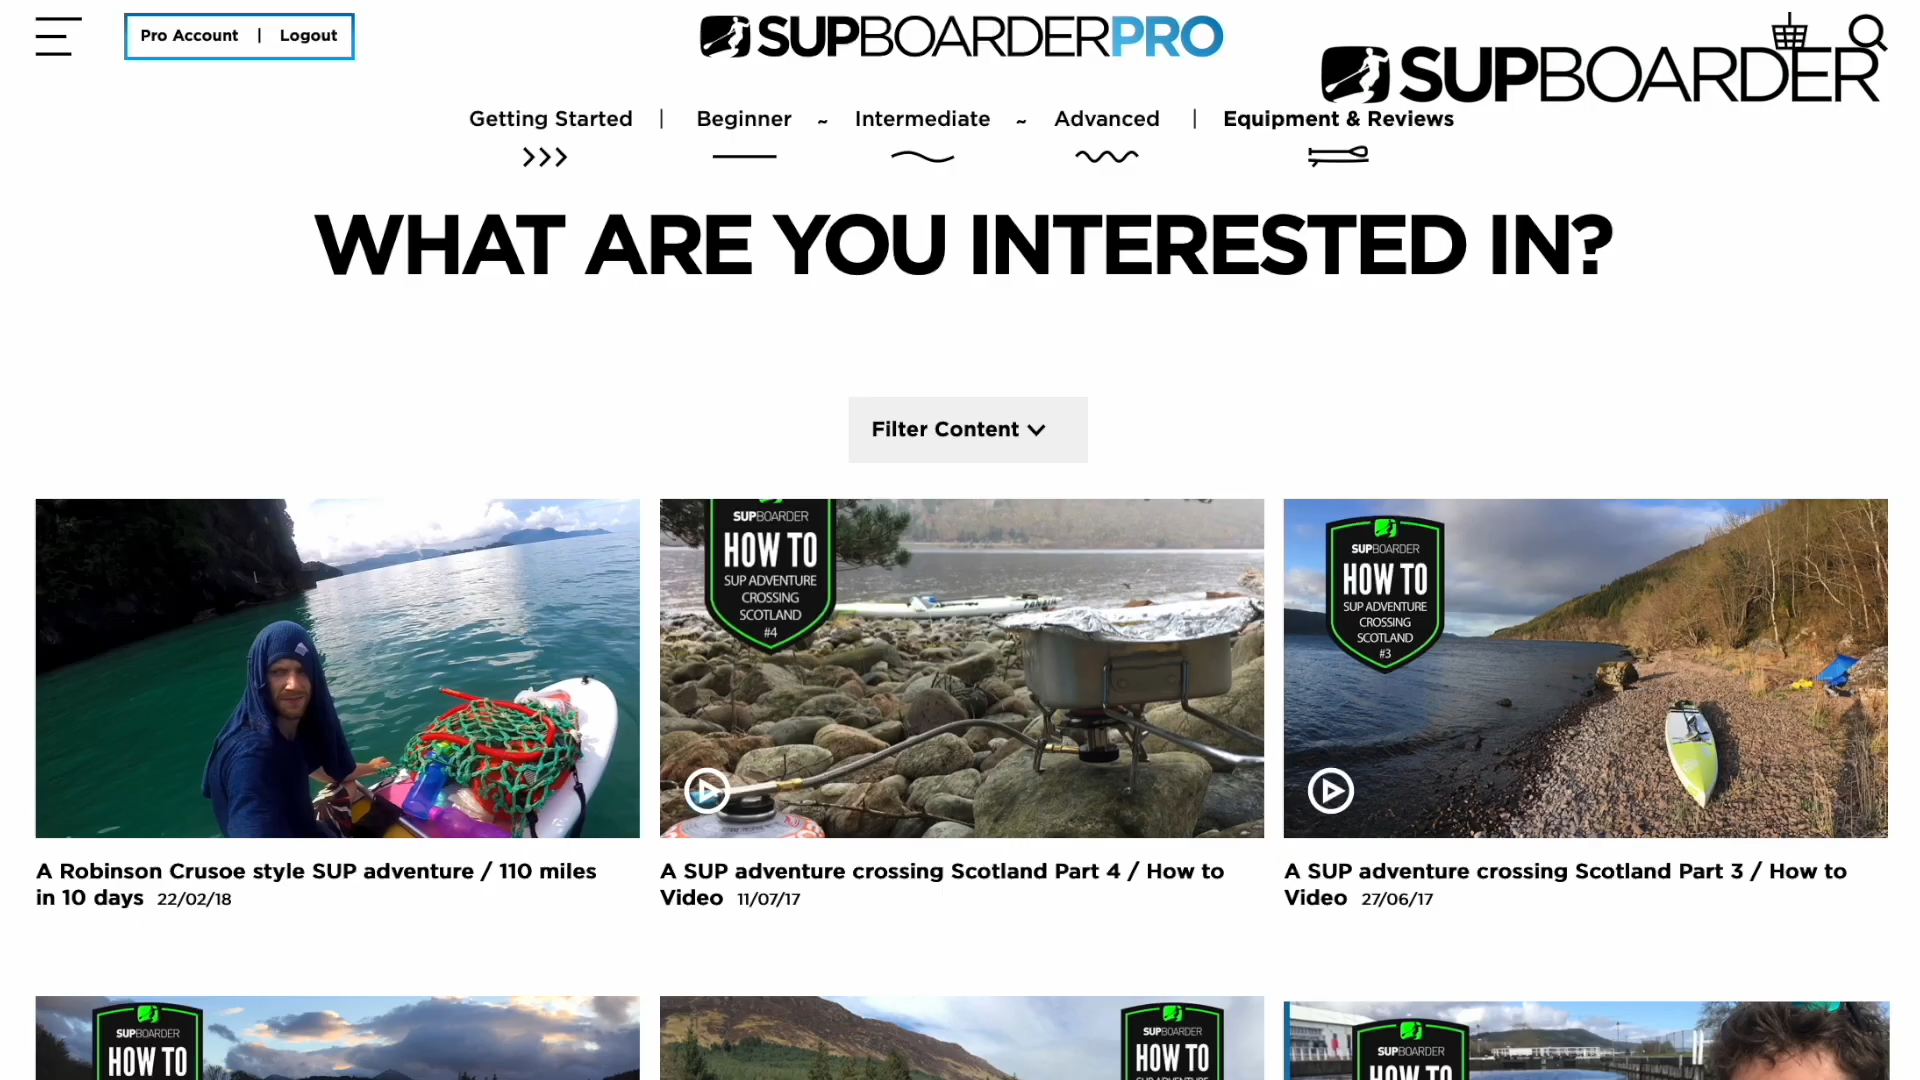 Pro Account | Logout
SUPBOARDERPRO
SUPBOARDER
Getting Started | Beginner ~ Intermediate ~ Advanced | Equipment & Reviews
WHAT ARE YOU INTERESTED IN?
Filter Content
SUPBOARDER
HOW TO
SUP ADVENTURE
CROSSING
SCOTLAND
#4
SUPBOARDER
HOW TO
SUP ADVENTURE
CROSSING
SCOTLAND
#3
A Robinson Crusoe style SUP adventure / 110 miles
in 10 days 22/02/18
A SUP adventure crossing Scotland Part 4 / How to
Video 11/07/17
A SUP adventure crossing Scotland Part 3 / How to
Video 27/06/17
SUPBOARDER
HOW TO
SUPBOARDER
HOW TO
SUP ADVENTURE
SUPBOARDER
HOW TO